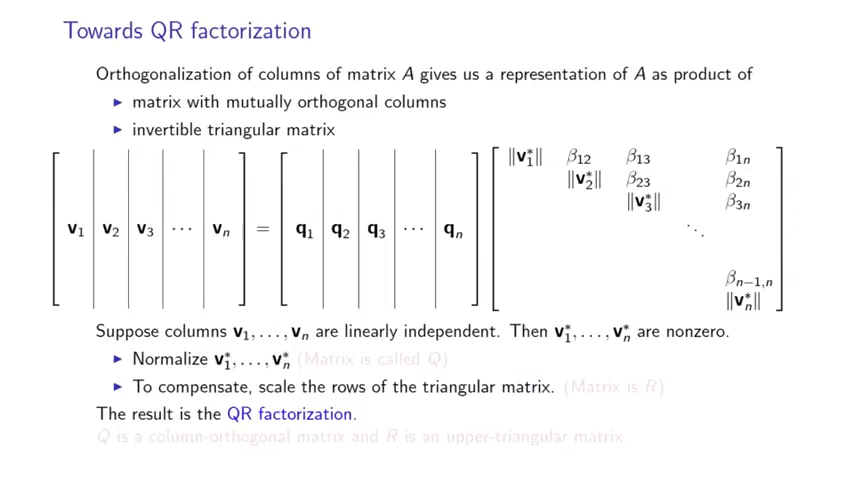 Towards QR factorization
Orthogonalization of columns of matrix A gives us a representation of A as product of
▶ matrix with mutually orthogonal columns
▶ invertible triangular matrix
[ v₁ | v₂ | v₃ | ⋯ | vₙ ] = [ q₁ | q₂ | q₃ | ⋯ | qₙ ]
‖v₁*‖ β₁₂ β₁₃ β₁ₙ
‖v₂*‖ β₂₃ β₂ₙ
‖v₃*‖ β₃ₙ
⋱
βₙ₋₁,ₙ
‖vₙ*‖
Suppose columns v₁, . . . , vₙ are linearly independent. Then v₁*, . . . , vₙ* are nonzero.
▶ Normalize v₁*, . . . , vₙ* (Matrix is called Q)
▶ To compensate, scale the rows of the triangular matrix. (Matrix is R)
The result is the QR factorization.
Q is a column-orthogonal matrix and R is an upper-triangular matrix.